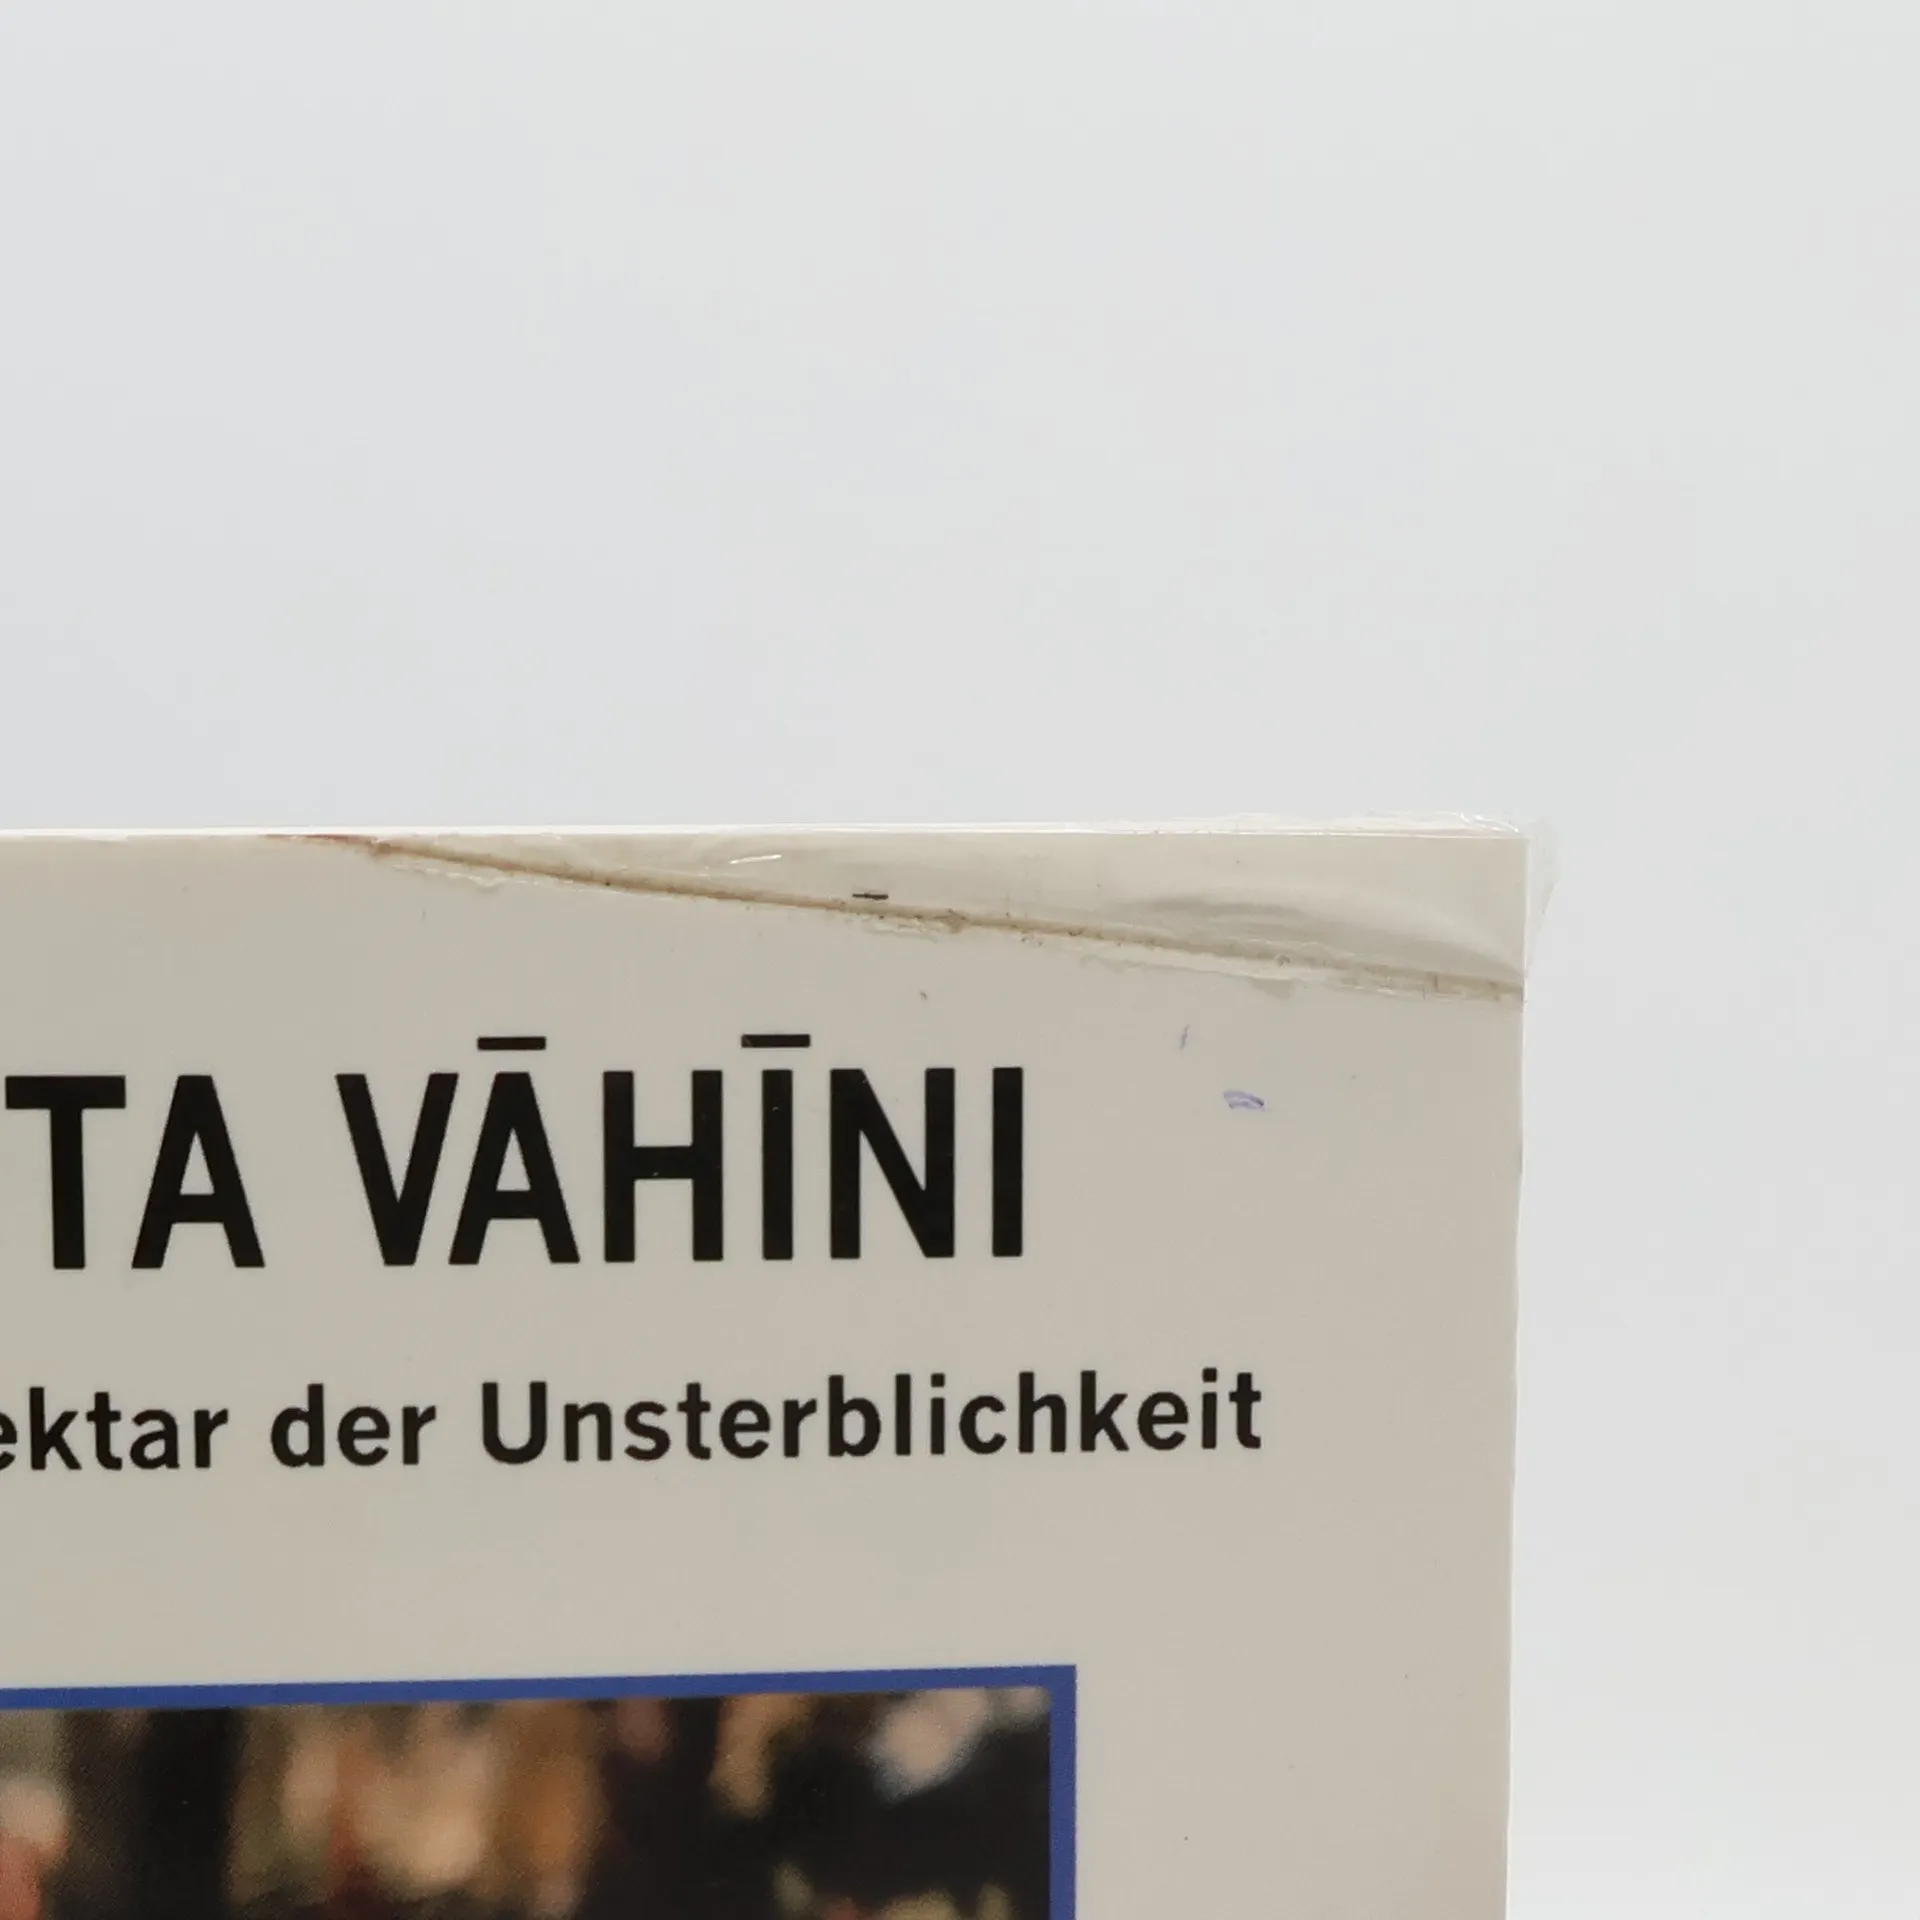 TA VĀHĪNI
ektar der Unsterblichkeit